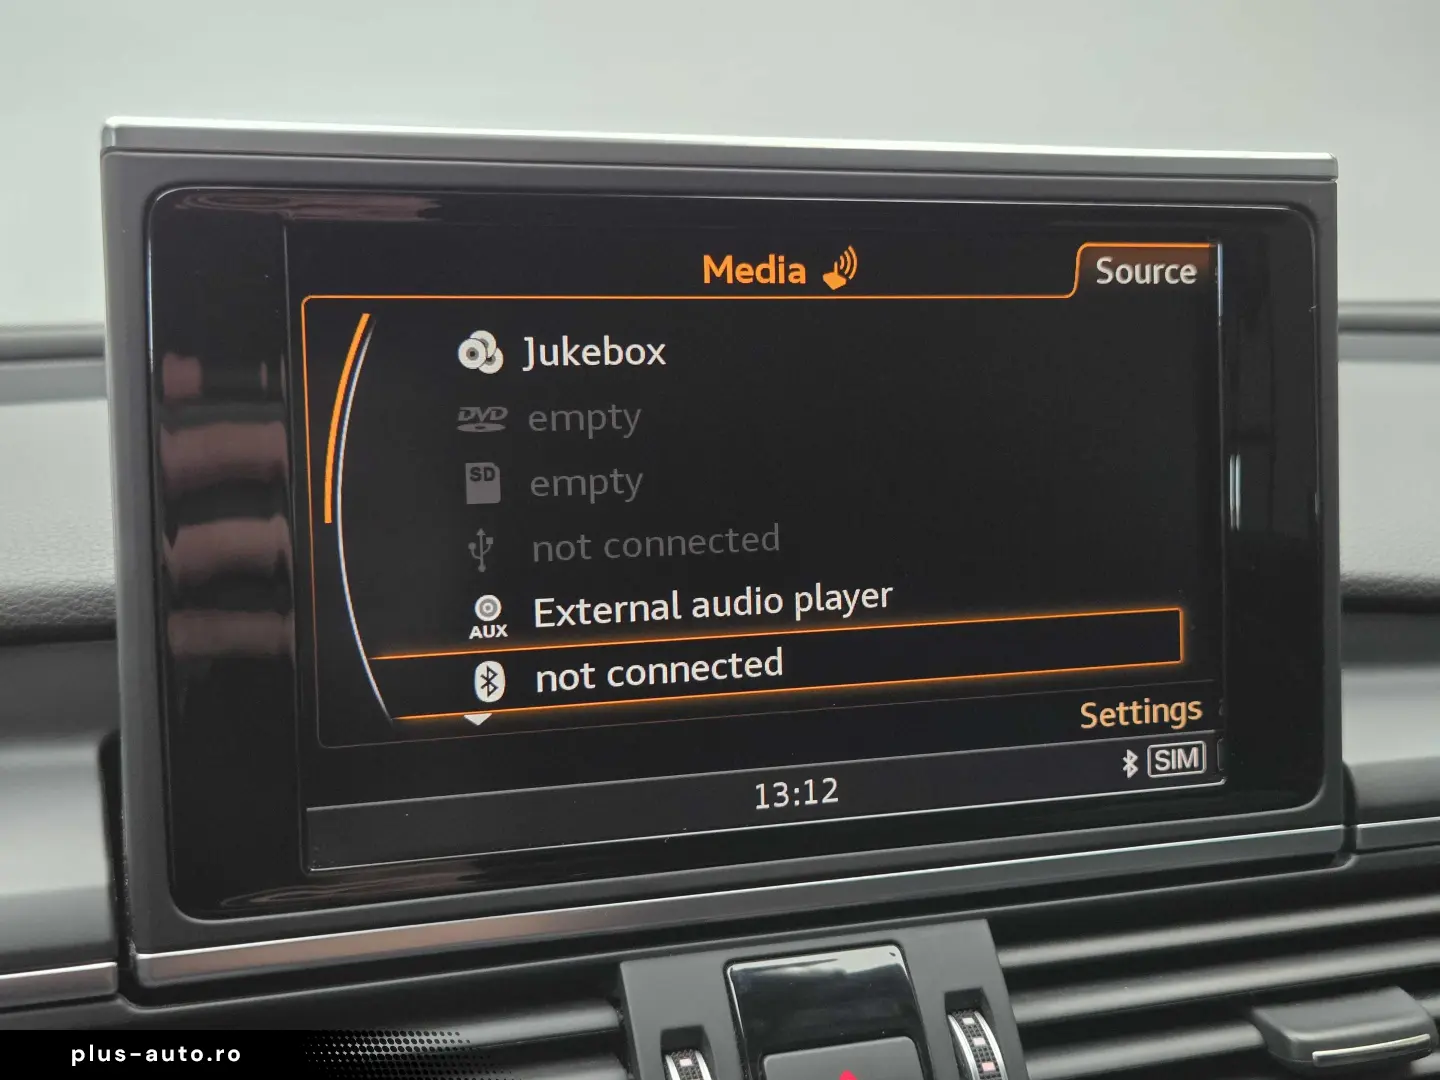 Media
Source
Jukebox
DVD empty
SD empty
not connected
AUX External audio player
not connected
Settings
SIM
13:12
plus-auto.ro